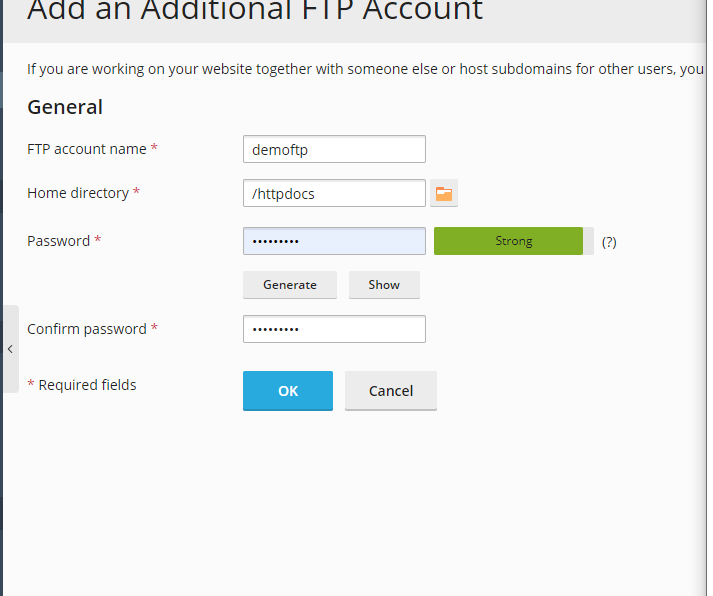 Add an Additional FTP Account
If you are working on your website together with someone else or host subdomains for other users, you
General
FTP account name *
demoftp
Home directory *
/httpdocs
Password *
•••••••••
Strong
(?)
Generate
Show
Confirm password *
•••••••••
* Required fields
OK
Cancel